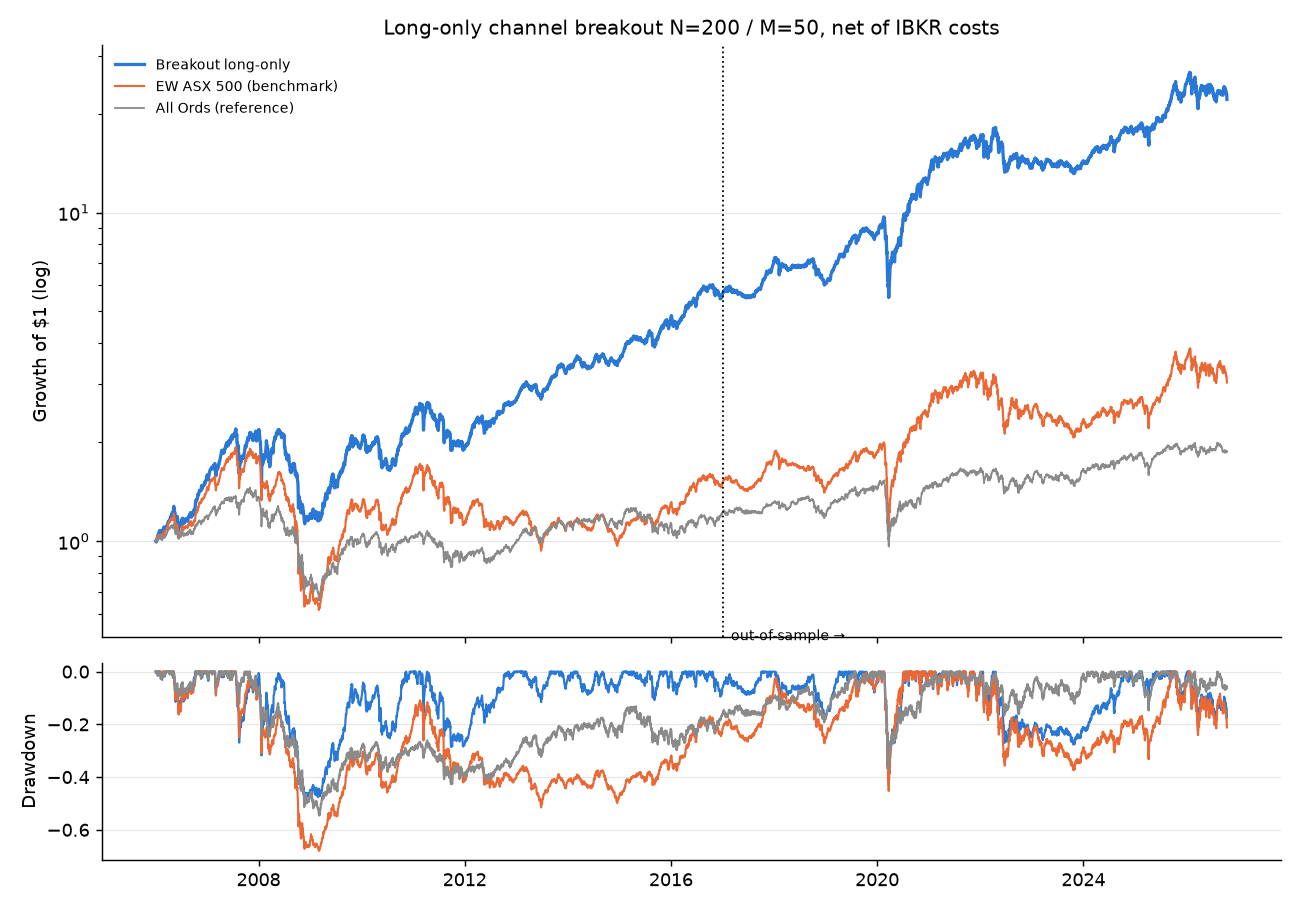 Long-only channel breakout N=200 / M=50, net of IBKR costs
Breakout long-only
EW ASX 500 (benchmark)
All Ords (reference)
Growth of $1 (log)
10¹
10⁰
out-of-sample →
Drawdown
0.0
−0.2
−0.4
−0.6
2008
2012
2016
2020
2024